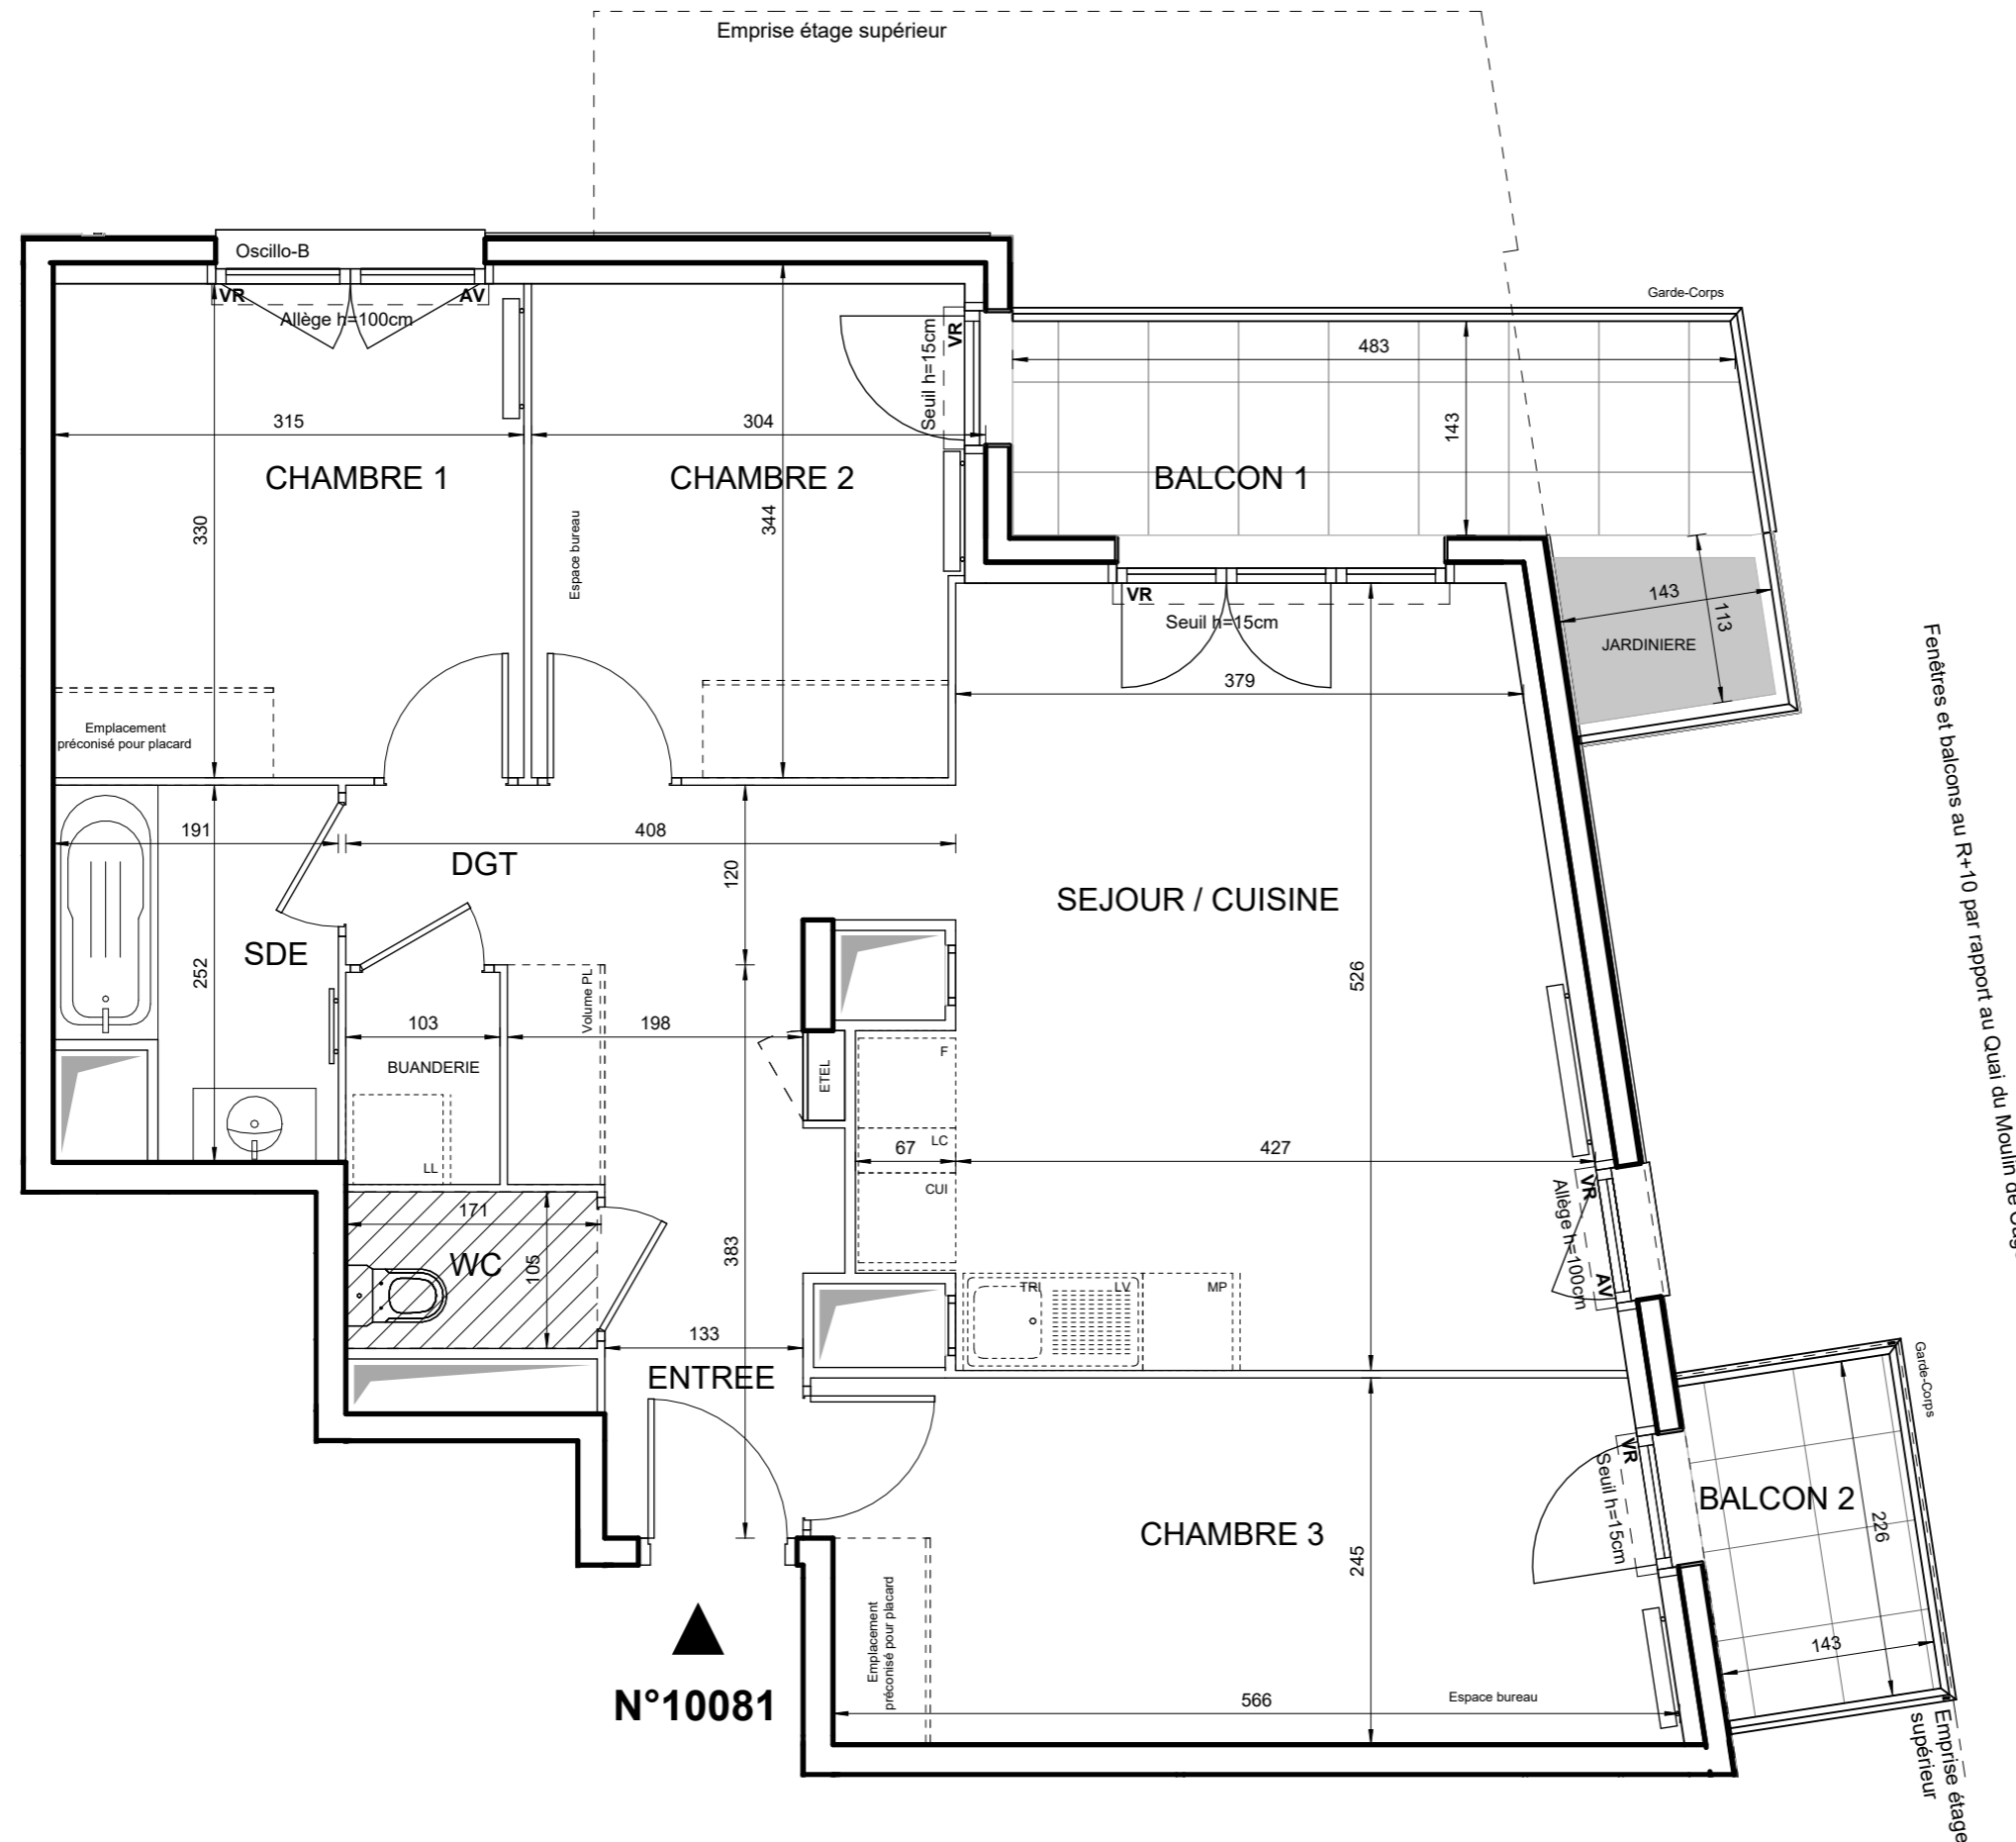 Emprise étage supérieur
Oscillo-B
VR
AV
Allège h=100cm
Seuil h=15cm
VR
Garde-Corps
483
315
304
143
CHAMBRE 1
CHAMBRE 2
BALCON 1
330
344
Espace bureau
VR
Seuil h=15cm
143
113
JARDINIERE
379
Emplacement
préconisé pour placard
191
408
DGT
120
SEJOUR / CUISINE
SDE
252
526
Volume PL
103
198
BUANDERIE
ETEL
F
LC
67
427
CUI
LL
171
WC
105
383
VR
Allège h=100cm
AV
TRI
LV
MP
133
ENTREE
Garde-Corps
VR
Seuil h=15cm
BALCON 2
226
CHAMBRE 3
245
Emplacement
préconisé pour placard
143
566
Espace bureau
N°10081
Fenêtres et balcons au R+10 par rapport au Quai du Moulin de
Emprise étage
supérieur